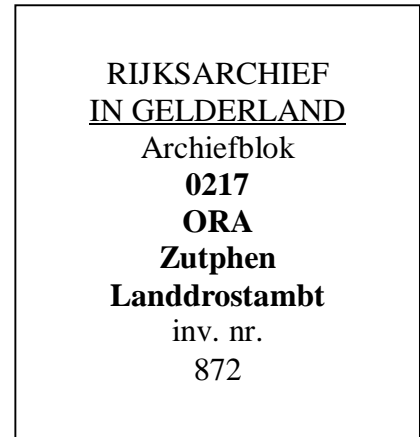 RIJKSARCHIEF
IN GELDERLAND
Archiefblok
0217
ORA
Zutphen
Landdrostambt
inv. nr.
872